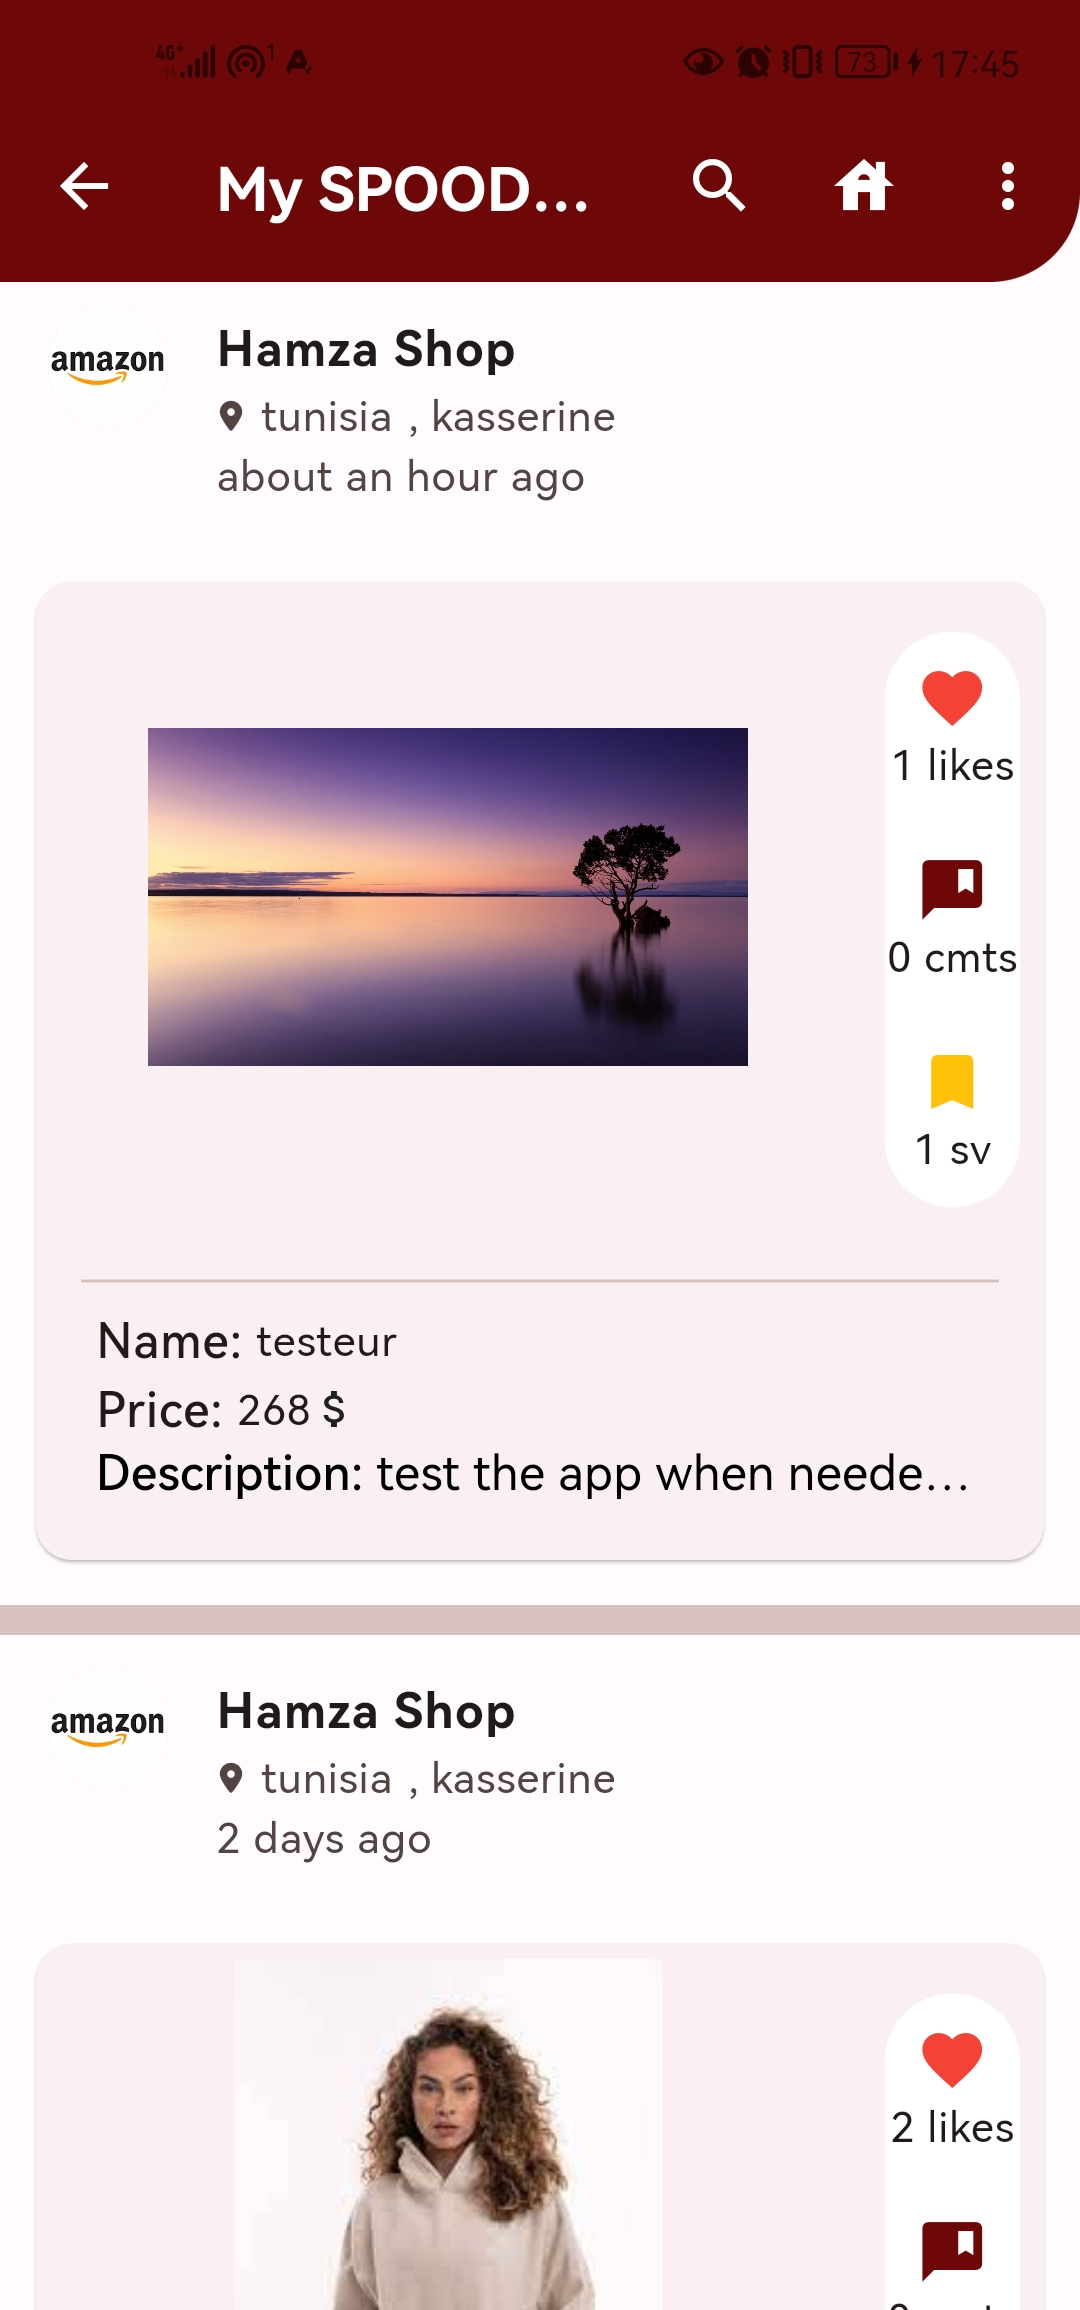 4G+ 1 73 17:45
My SPOOD...
amazon
Hamza Shop
tunisia , kasserine
about an hour ago
1 likes
0 cmts
1 sv
Name: testeur
Price: 268 $
Description: test the app when neede...
amazon
Hamza Shop
tunisia , kasserine
2 days ago
2 likes